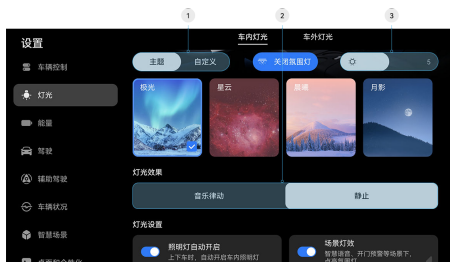 1 2 3
设置
车内灯光 车外灯光
车辆控制
灯光
能量
驾驶
辅助驾驶
车辆状况
智慧场景
主题 自定义 关闭氛围灯 5
极光 星云 月影
灯光效果
音乐律动 静止
灯光设置
照明灯自动开启
上下车时，自动开启车内照明灯
场景灯效
智慧语音、开门预警等场景下，